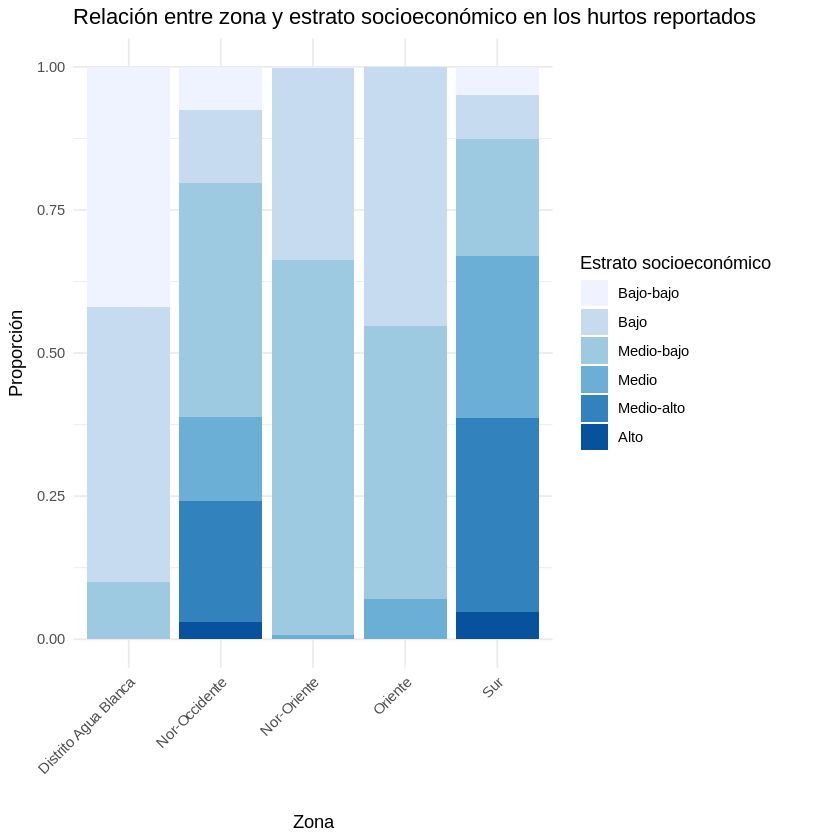 Relación entre zona y estrato socioeconómico en los hurtos reportados
Proporción
1.00
0.75
0.50
0.25
0.00
Distrito Agua Blanca
Nor-Occidente
Nor-Oriente
Oriente
Sur
Zona
Estrato socioeconómico
Bajo-bajo
Bajo
Medio-bajo
Medio
Medio-alto
Alto